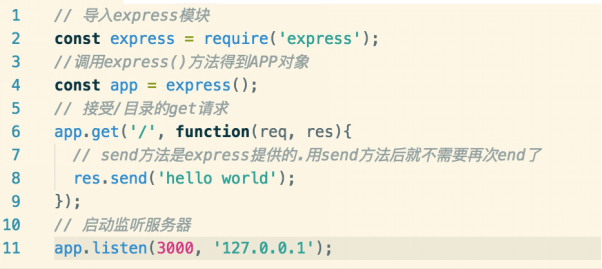 1 // 导入express模块
2 const express = require('express');
3 //调用express()方法得到APP对象
4 const app = express();
5 // 接受/目录的get请求
6 app.get('/', function(req, res){
7 // send方法是express提供的.用send方法后就不需要再次end了
8 res.send('hello world');
9 });
10 // 启动监听服务器
11 app.listen(3000, '127.0.0.1');